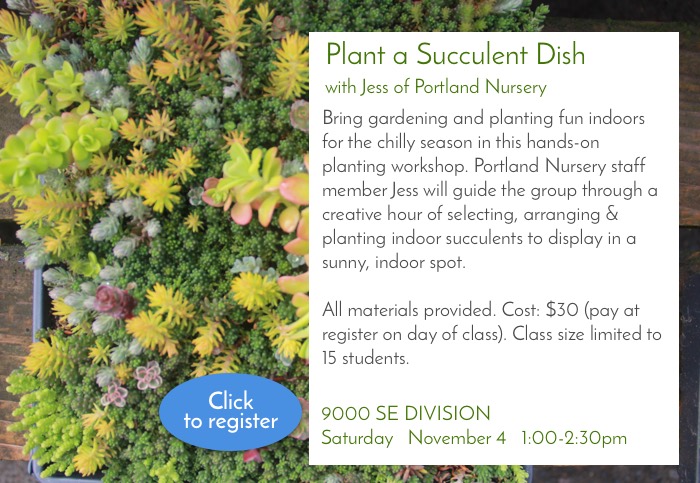 Plant a Succulent Dish
with Jess of Portland Nursery
Bring gardening and planting fun indoors
for the chilly season in this hands-on
planting workshop. Portland Nursery staff
member Jess will guide the group through a
creative hour of selecting, arranging &
planting indoor succulents to display in a
sunny, indoor spot.
All materials provided. Cost: $30 (pay at
register on day of class). Class size limited to
15 students.
Click
to register
9000 SE DIVISION
Saturday November 4 1:00-2:30pm